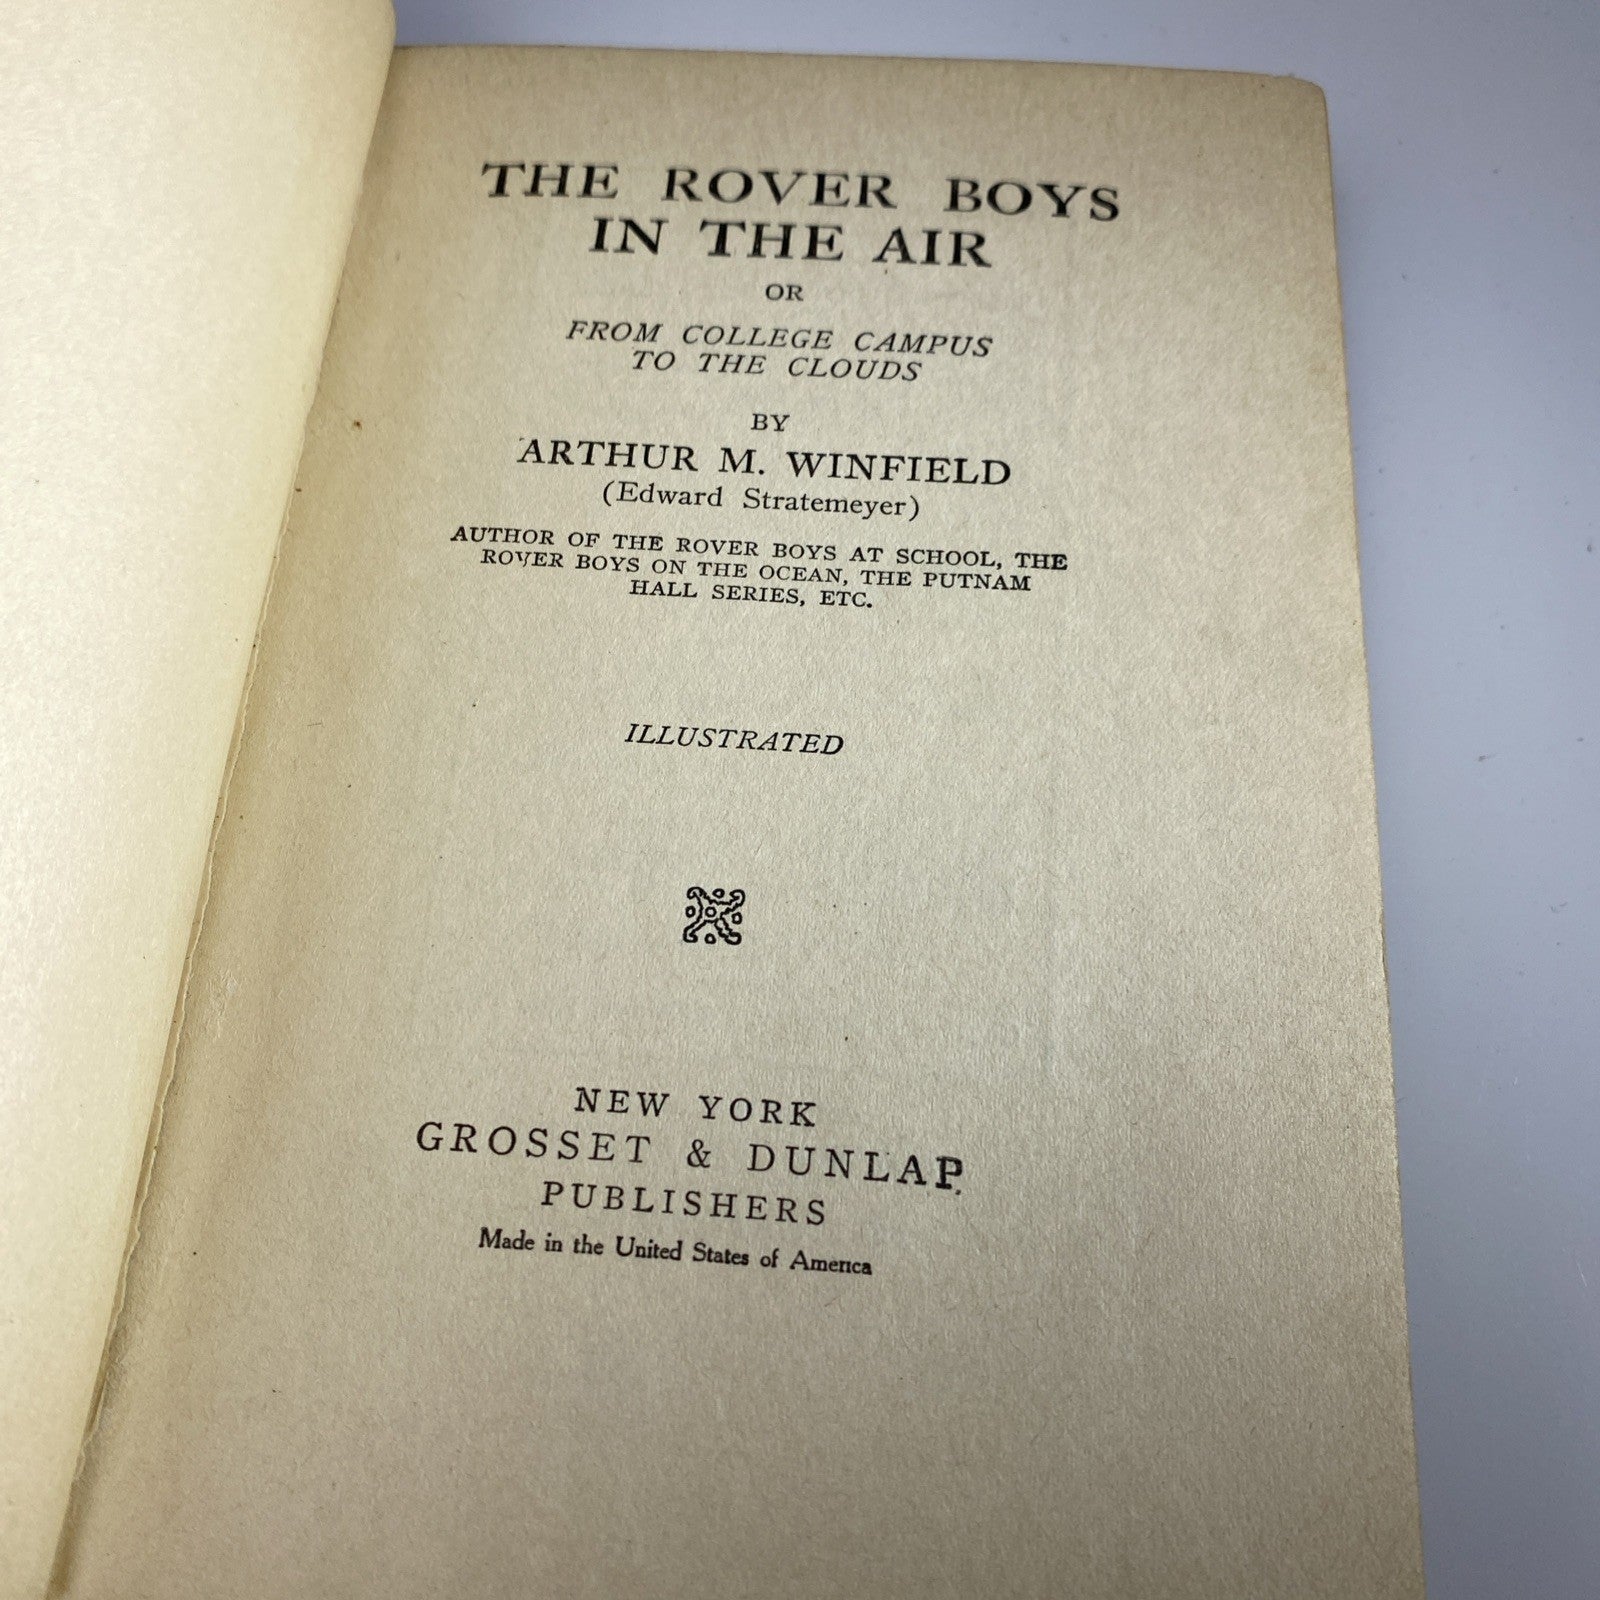 THE ROVER BOYS
IN THE AIR
OR
FROM COLLEGE CAMPUS
TO THE CLOUDS
BY
ARTHUR M. WINFIELD
(Edward Stratemeyer)
AUTHOR OF THE ROVER BOYS AT SCHOOL, THE
ROVER BOYS ON THE OCEAN, THE PUTNAM
HALL SERIES, ETC.
ILLUSTRATED
NEW YORK
GROSSET & DUNLAP
PUBLISHERS
Made in the United States of America